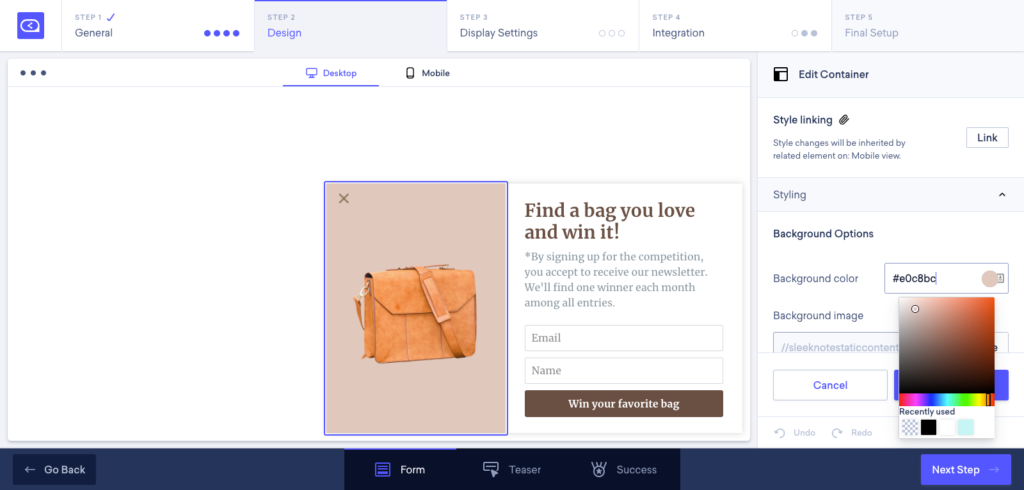 STEP 1
General
STEP 2
Design
STEP 3
Display Settings
STEP 4
Integration
STEP 5
Final Setup
Desktop
Mobile
Find a bag you love
and win it!
*By signing up for the competition,
you accept to receive our newsletter.
We'll find one winner each month
among all entries.
Email
Name
Win your favorite bag
Edit Container
Style linking
Style changes will be inherited by
related element on: Mobile view.
Link
Styling
Background Options
Background color
#e0c8bc
Background image
//sleeknotestaticcontent
Cancel
Recently used
Undo
Redo
Go Back
Form
Teaser
Success
Next Step